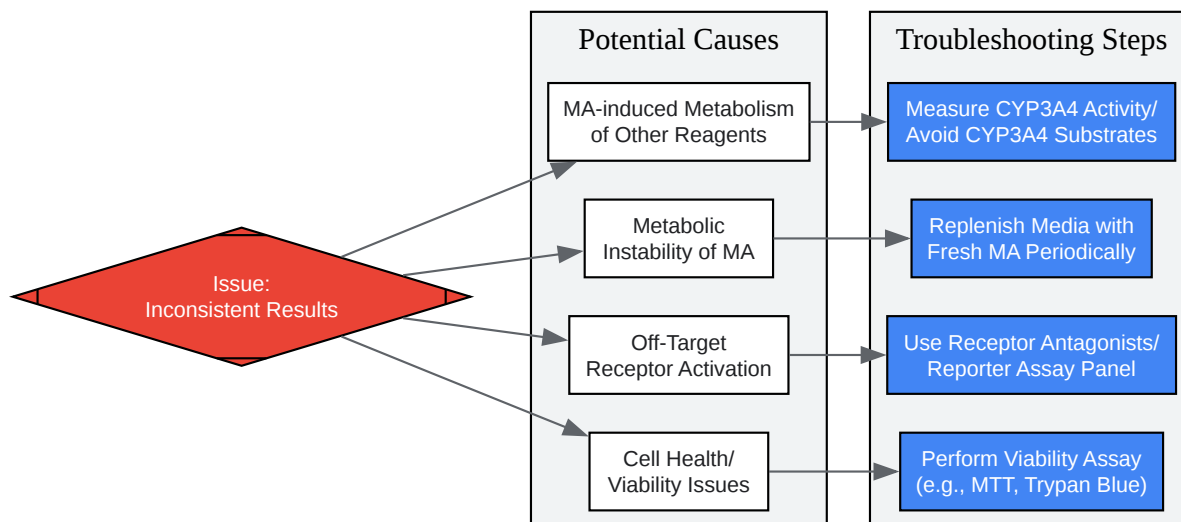 Potential Causes
Troubleshooting Steps
MA-induced Metabolism
of Other Reagents
Measure CYP3A4 Activity/
Avoid CYP3A4 Substrates
Metabolic
Instability of MA
Replenish Media with
Fresh MA Periodically
Issue:
Inconsistent Results
Off-Target
Receptor Activation
Use Receptor Antagonists/
Reporter Assay Panel
Cell Health/
Viability Issues
Perform Viability Assay
(e.g., MTT, Trypan Blue)